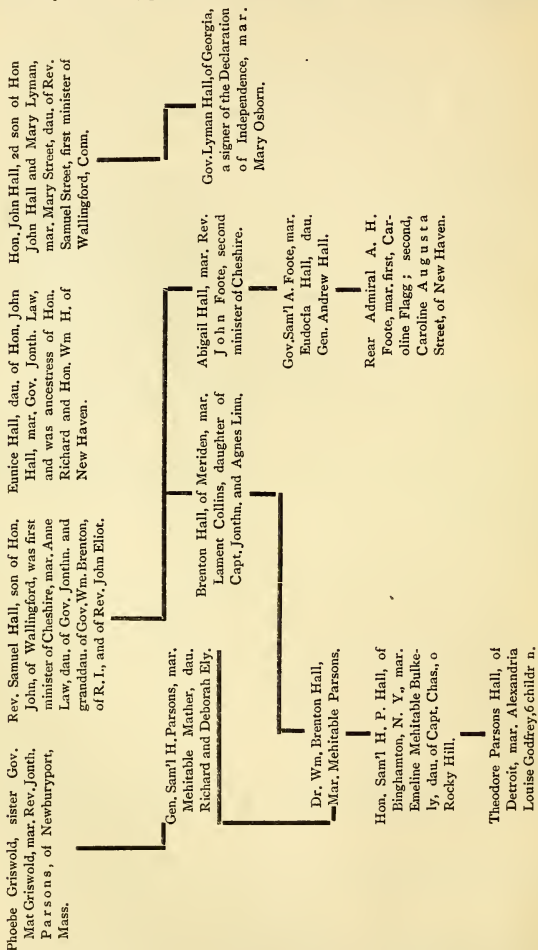 Phoebe Griswold, sister Gov.
Mat Griswold, mar. Rev. Jonth.
Parsons, of Newburyport,
Mass.
Rev. Samuel Hall, son of Hon.
John, of Wallingford, was first
minister of Cheshire, mar. Anne
Law, dau. of Gov. Jonthn. and
granddau. of Gov. Wm. Brenton,
of R. I., and of Rev. John Eliot.
Eunice Hall, dau. of Hon. John
Hall, mar. Gov. Jonth. Law,
and was ancestress of Hon.
Richard and Hon. Wm H. of
New Haven.
Hon. John Hall, 2d son of Hon
John Hall and Mary Lyman,
mar. Mary Street, dau. of Rev.
Samuel Street, first minister of
Wallingford, Conn.
Gen. Sam'l H. Parsons, mar.
Mehitable Mather, dau.
Richard and Deborah Ely.
Brenton Hall, of Meriden, mar.
Lament Collins, daughter of
Capt. Jonthn. and Agnes Linn.
Abigail Hall, mar. Rev.
John Foote, second
minister of Cheshire.
Gov. Lyman Hall, of Georgia,
a signer of the Declaration
of Independence, mar.
Mary Osborn.
Dr. Wm. Brenton Hall,
Mar. Mehitable Parsons.
Gov. Sam'l A. Foote, mar.
Eudocia Hall, dau.
Gen. Andrew Hall.
Hon. Sam'l H. P. Hall, of
Binghamton, N. Y., mar.
Emeline Mehitable Bulke-
ly, dau. of Capt. Chas., o
Rocky Hill.
Rear Admiral A. H.
Foote, mar. first, Car-
oline Flagg; second,
Caroline Augusta
Street, of New Haven.
Theodore Parsons Hall, of
Detroit, mar. Alexandria
Louise Godfrey, 6 childr n.